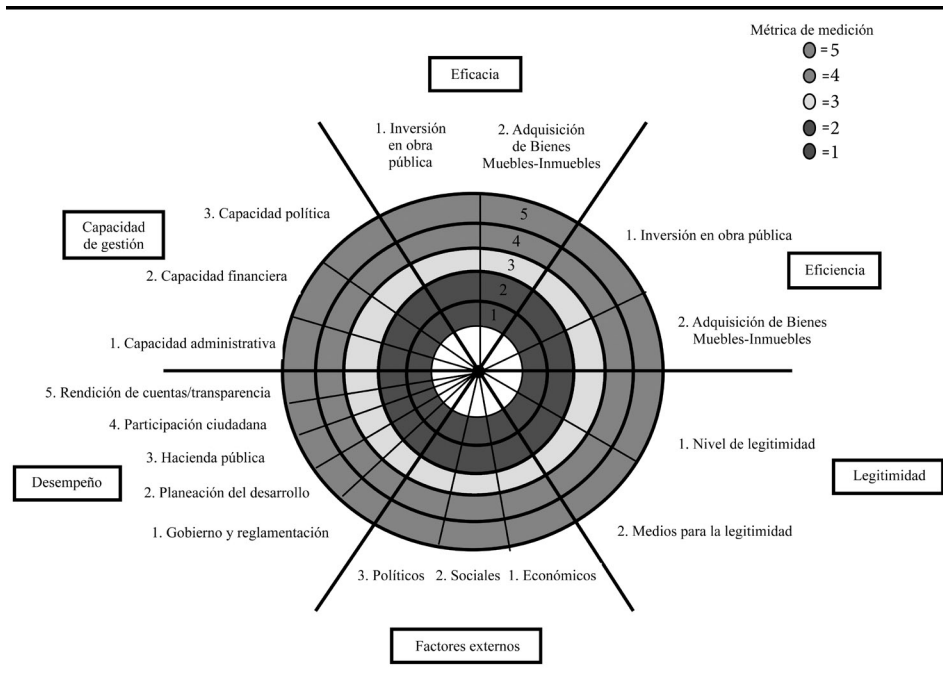 Métrica de medición
=5
=4
=3
=2
=1
Eficacia
1. Inversión
en obra
pública
2. Adquisición
de Bienes
Muebles-Inmuebles
Capacidad
de gestión
3. Capacidad política
2. Capacidad financiera
1. Capacidad administrativa
5
4
3
2
1
1. Inversión en obra pública
Eficiencia
2. Adquisición de Bienes
Muebles-Inmuebles
5. Rendición de cuentas/transparencia
4. Participación ciudadana
3. Hacienda pública
Desempeño
2. Planeación del desarrollo
1. Gobierno y reglamentación
1. Nivel de legitimidad
Legitimidad
2. Medios para la legitimidad
3. Políticos
2. Sociales
1. Económicos
Factores externos